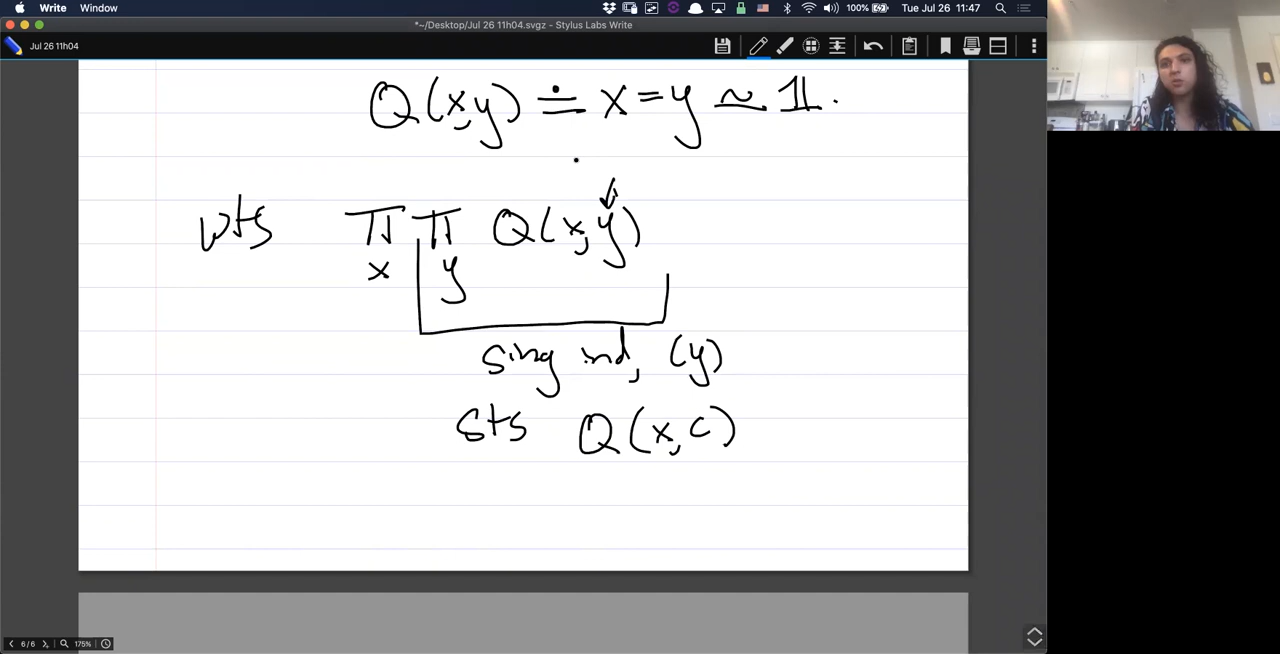 Write Window 100% Tue Jul 26 11:47
*~/Desktop/Jul 26 11h04.svgz - Stylus Labs Write
Jul 26 11h04
Q(x,y) ≐ x = y ≃ 𝟙.
wts Π Π Q(x,y)
x y
sing ind, (y)
sts Q(x,c)
6/6 175%